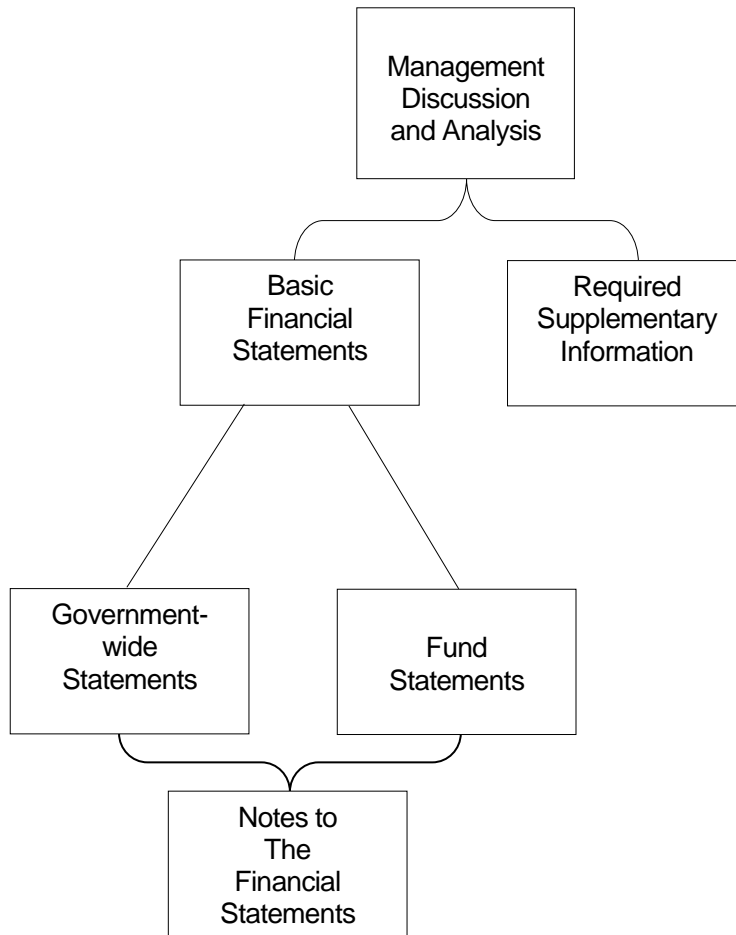 Management
Discussion
and Analysis
Basic
Financial
Statements
Required
Supplementary
Information
Government-
wide
Statements
Fund
Statements
Notes to
The
Financial
Statements